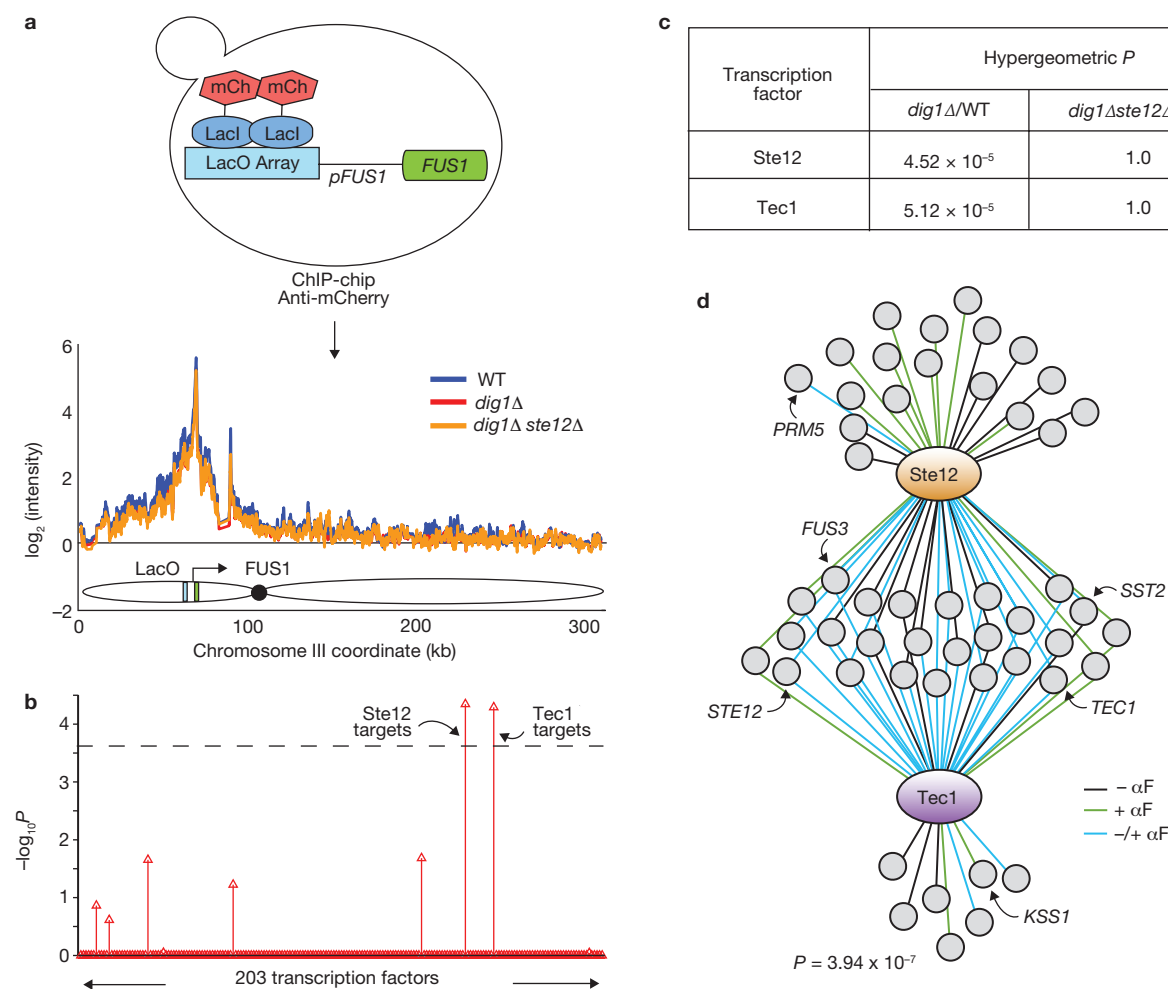 a
mCh mCh
LacI LacI
LacO Array
pFUS1
FUS1
ChIP-chip
Anti-mCherry
6
4
2
0
–2
log₂ (intensity)
WT
dig1Δ
dig1Δ ste12Δ
LacO
FUS1
0 100 200 300
Chromosome III coordinate (kb)
b
4
3
2
1
0
–log₁₀P
Ste12
targets
Tec1
targets
203 transcription factors
c
Transcription
factor
Hypergeometric P
dig1Δ/WT
dig1Δste12Δ
Ste12 4.52 × 10⁻⁵ 1.0
Tec1 5.12 × 10⁻⁵ 1.0
d
PRM5
Ste12
FUS3
SST2
STE12
TEC1
Tec1
– αF
+ αF
–/+ αF
KSS1
P = 3.94 x 10⁻⁷